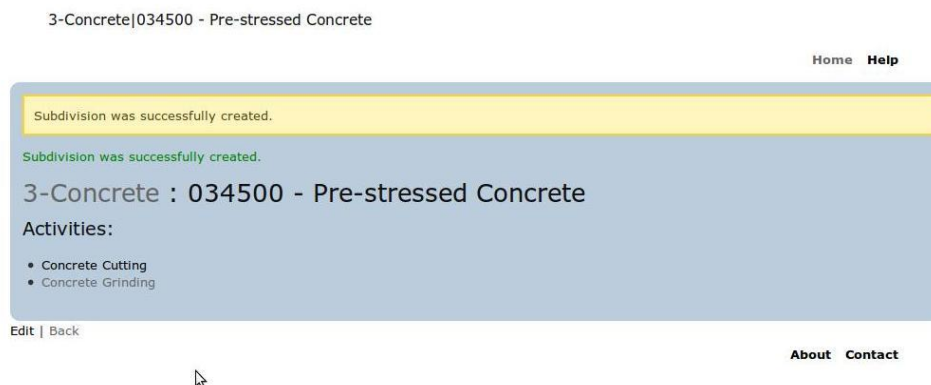 3-Concrete|034500 - Pre-stressed Concrete
Home Help
Subdivision was successfully created.
Subdivision was successfully created.
3-Concrete : 034500 - Pre-stressed Concrete
Activities:
Concrete Cutting
Concrete Grinding
Edit | Back
About Contact